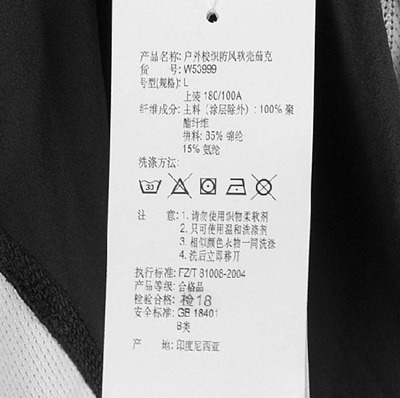 产品名称: 户外梭织防风软壳茄克
货 号: W53999
号型(规格): L
上装 180/100A
纤维成分: 主料 (涂层除外): 100% 聚
酯纤维
拼料: 85% 锦纶
15% 氨纶
洗涤方法:
30
注 意: 1. 请勿使用织物柔软剂
2. 只可使用温和洗涤剂
3. 相似颜色衣物一同洗涤
4. 洗后立即移开
执行标准: FZ/T 81008-2004
产品等级: 合格品
检验合格: 检18
安全标准: GB 18401
B类
产 地: 印度尼西亚